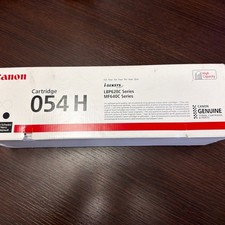 Canon
Cartridge
054 H
i-SENSYS
LBP620C Series
MF640C Series
CANON
GENUINE